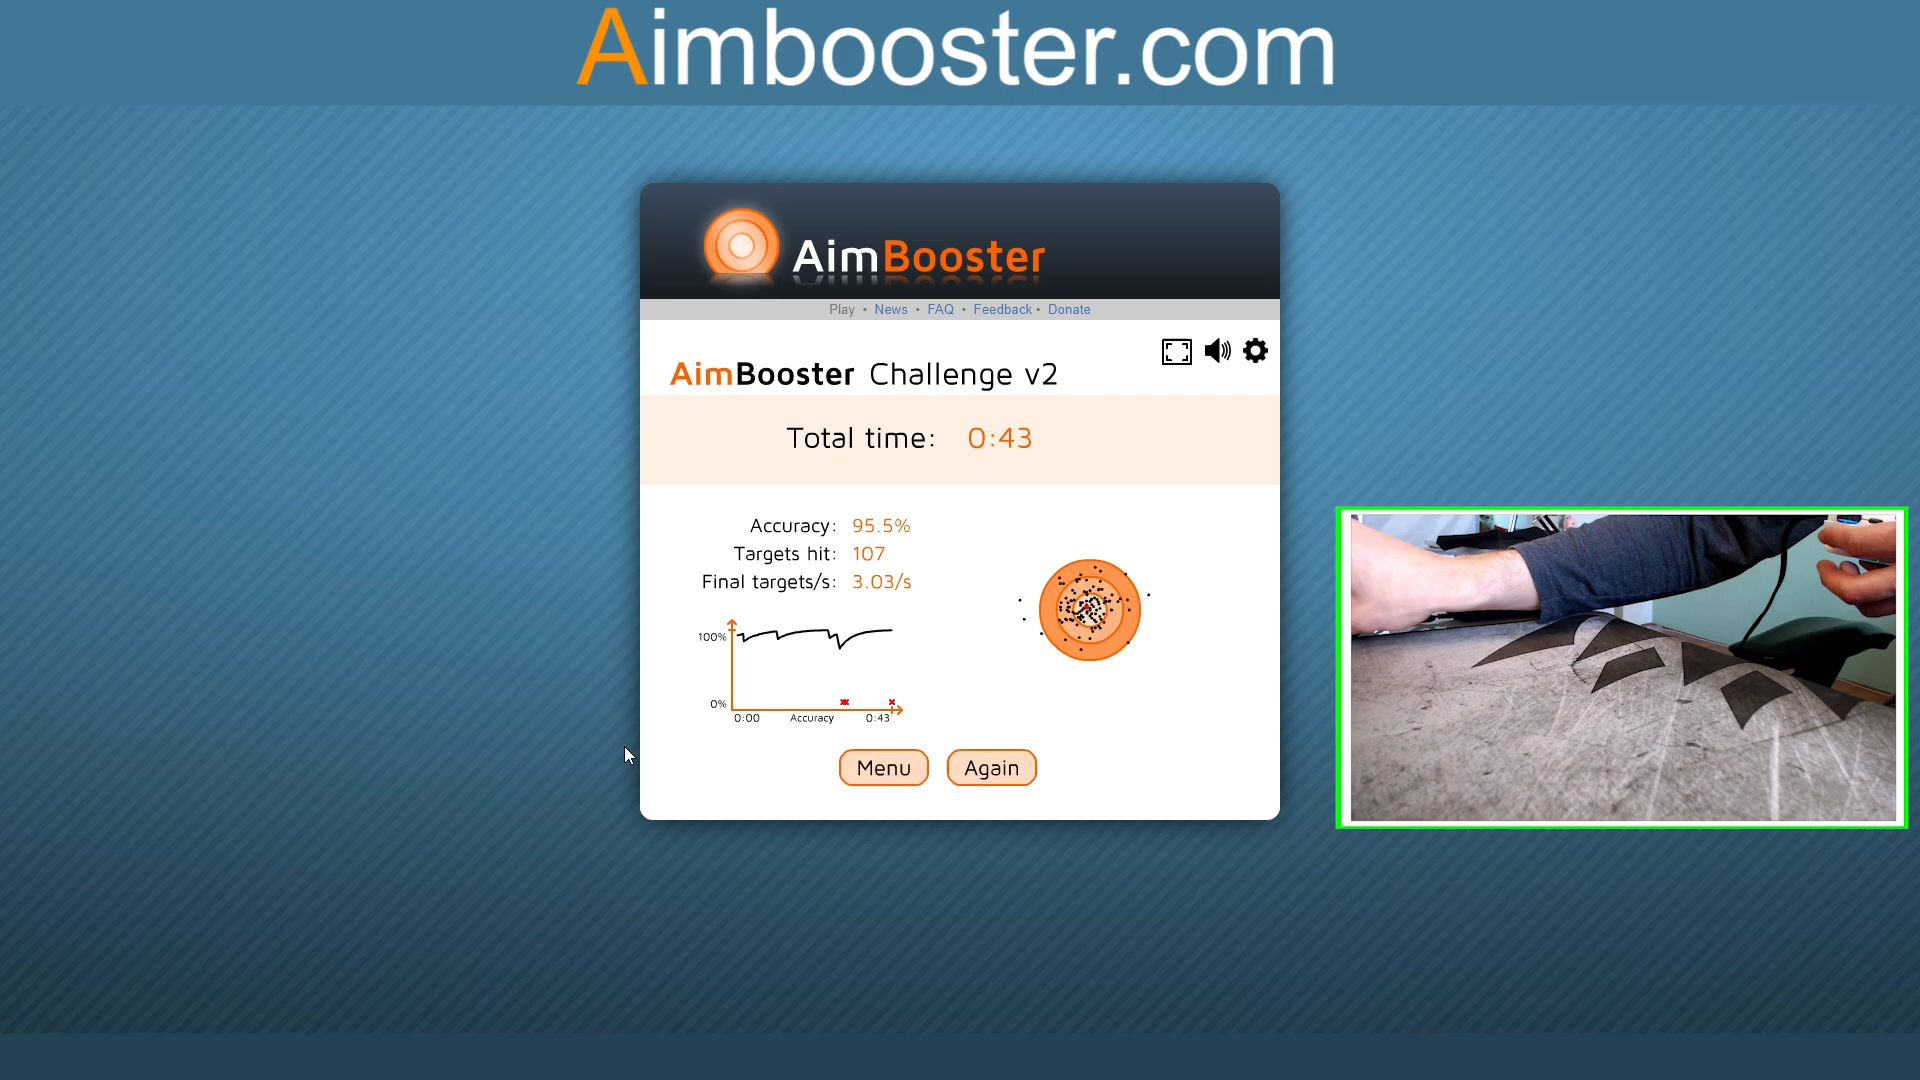 Aimbooster.com
AimBooster
Play • News • FAQ • Feedback • Donate
AimBooster Challenge v2
Total time: 0:43
Accuracy: 95.5%
Targets hit: 107
Final targets/s: 3.03/s
100%
0%
0:00 Accuracy 0:43
Menu Again